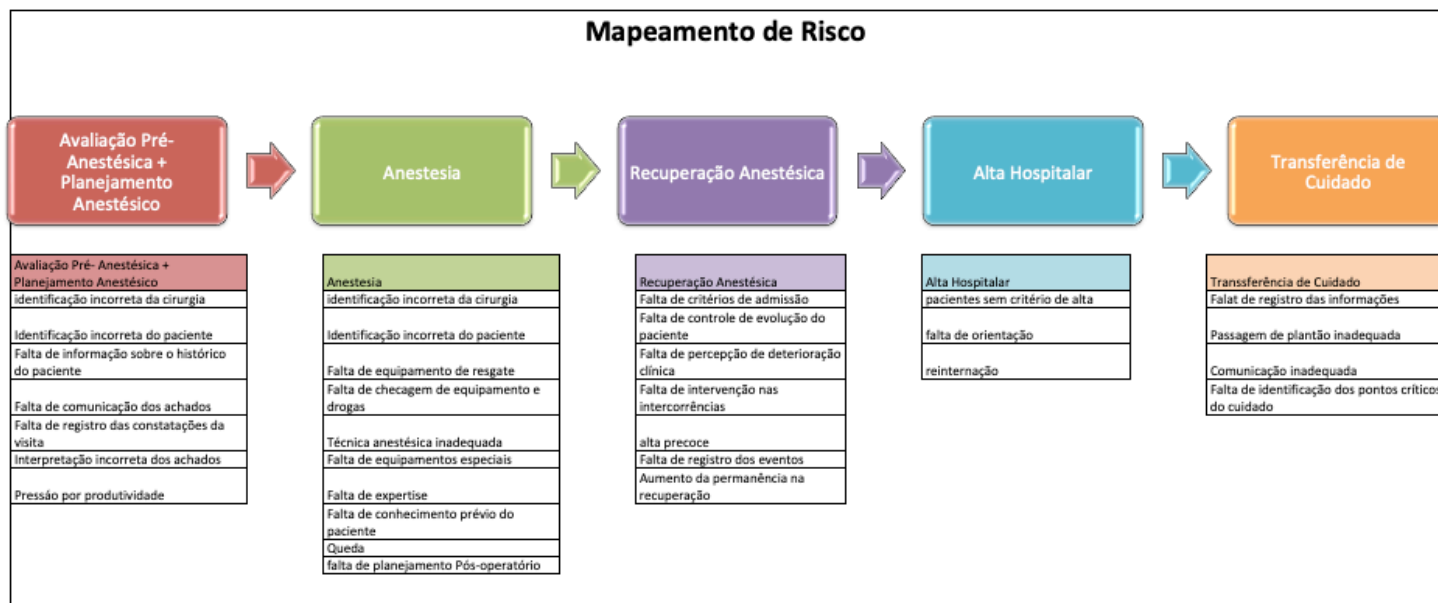 Mapeamento de Risco
Avaliação Pré-
Anestésica +
Planejamento
Anestésico
Anestesia
Recuperação Anestésica
Alta Hospitalar
Transferência de
Cuidado
Avaliação Pré- Anestésica +
Planejamento Anestésico
identificação incorreta da cirurgia
Identificação incorreta do paciente
Falta de informação sobre o histórico
do paciente
Falta de comunicação dos achados
Falta de registro das constatações da
visita
Interpretação incorreta dos achados
Pressáo por produtividade
Anestesia
identificação incorreta da cirurgia
Identificação incorreta do paciente
Falta de equipamento de resgate
Falta de checagem de equipamento e
drogas
Técnica anestésica inadequada
Falta de equipamentos especiais
Falta de expertise
Falta de conhecimento prévio do
paciente
Queda
falta de planejamento Pós-operatório
Recuperação Anestésica
Falta de critérios de admissão
Falta de controle de evolução do
paciente
Falta de percepção de deterioração
clínica
Falta de intervenção nas
intercorrências
alta precoce
Falta de registro dos eventos
Aumento da permanência na
recuperação
Alta Hospitalar
pacientes sem critério de alta
falta de orientação
reinternação
Transsferência de Cuidado
Falat de registro das informações
Passagem de plantão inadequada
Comunicação inadequada
Falta de identificação dos pontos críticos
do cuidado